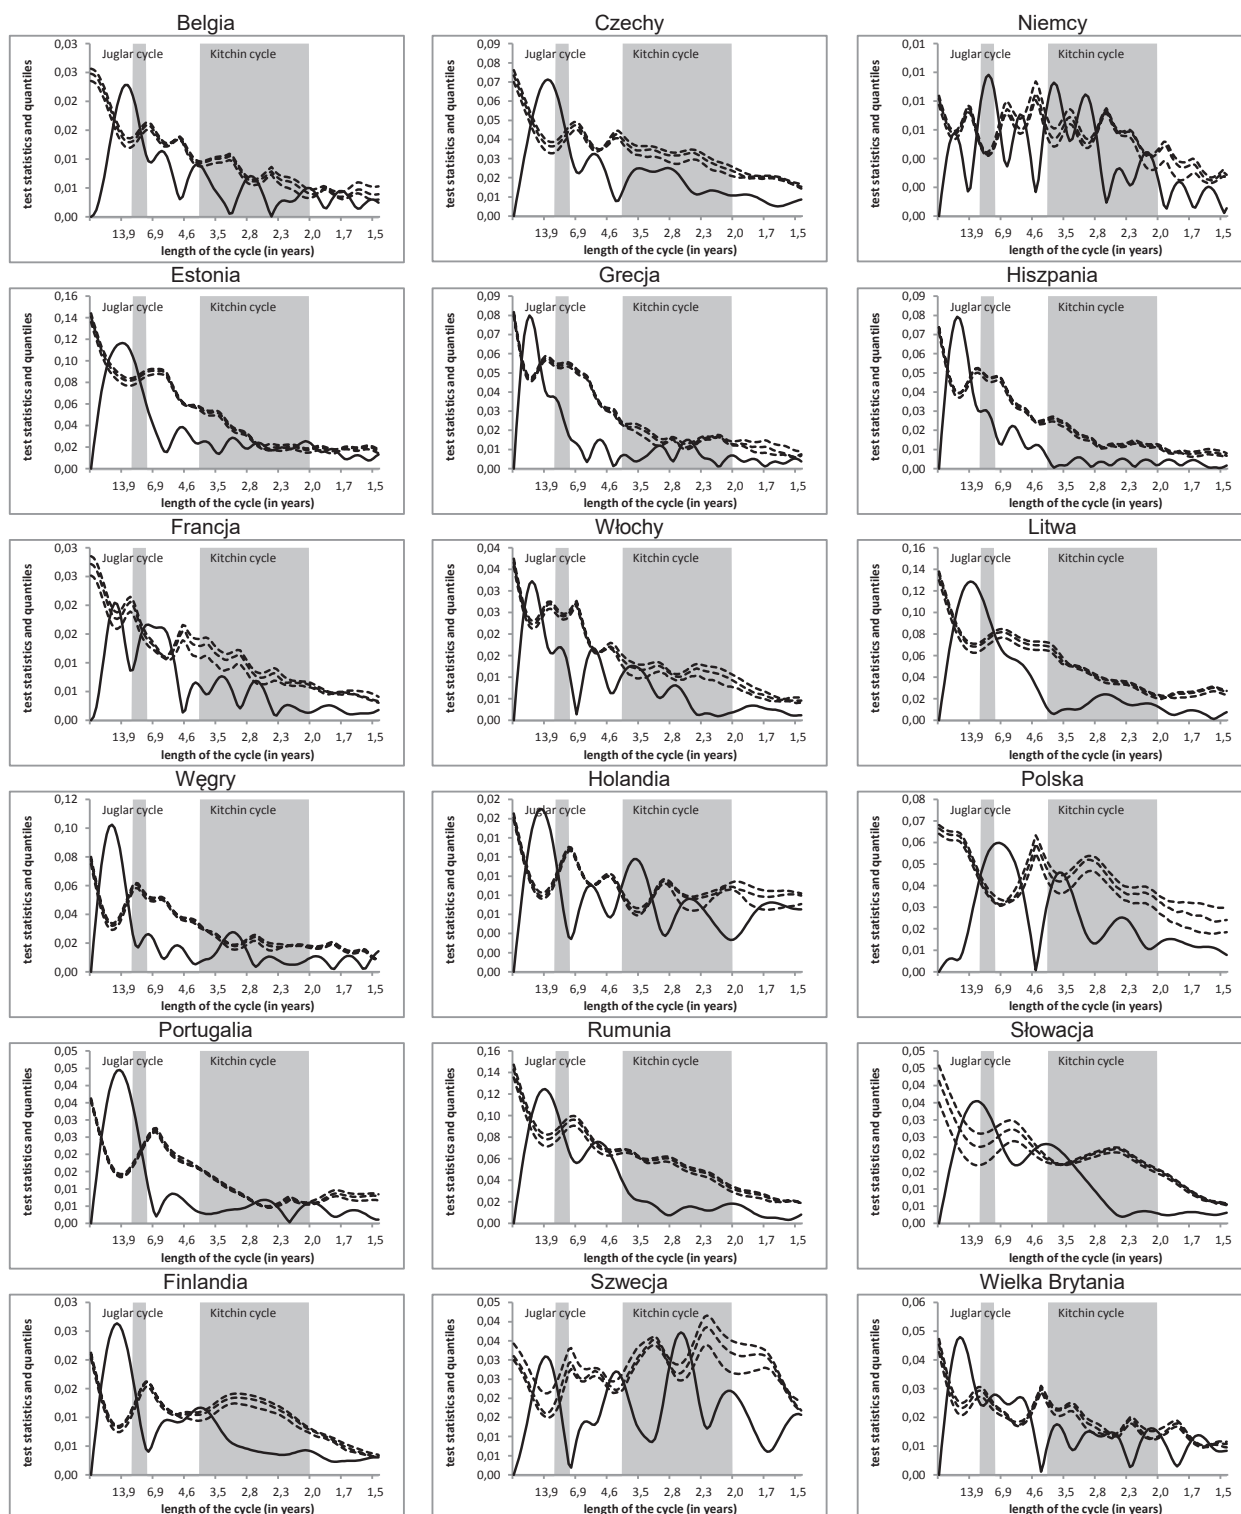 Belgia
Juglar cycle
Kitchin cycle
test statistics and quantiles
0,03
0,03
0,02
0,02
0,01
0,01
0,00
13,9 6,9 4,6 3,5 2,8 2,3 2,0 1,7 1,5
length of the cycle (in years)
Czechy
Juglar cycle
Kitchin cycle
test statistics and quantiles
0,09
0,08
0,07
0,06
0,05
0,04
0,03
0,02
0,01
0,00
13,9 6,9 4,6 3,5 2,8 2,3 2,0 1,7 1,5
length of the cycle (in years)
Niemcy
Juglar cycle
Kitchin cycle
test statistics and quantiles
0,01
0,01
0,01
0,01
0,00
0,00
0,00
13,9 6,9 4,6 3,5 2,8 2,3 2,0 1,7 1,5
length of the cycle (in years)
Estonia
Juglar cycle
Kitchin cycle
test statistics and quantiles
0,16
0,14
0,12
0,10
0,08
0,06
0,04
0,02
0,00
13,9 6,9 4,6 3,5 2,8 2,3 2,0 1,7 1,5
length of the cycle (in years)
Grecja
Juglar cycle
Kitchin cycle
test statistics and quantiles
0,09
0,08
0,07
0,06
0,05
0,04
0,03
0,02
0,01
0,00
13,9 6,9 4,6 3,5 2,8 2,3 2,0 1,7 1,5
length of the cycle (in years)
Hiszpania
Juglar cycle
Kitchin cycle
test statistics and quantiles
0,09
0,08
0,07
0,06
0,05
0,04
0,03
0,02
0,01
0,00
13,9 6,9 4,6 3,5 2,8 2,3 2,0 1,7 1,5
length of the cycle (in years)
Francja
Juglar cycle
Kitchin cycle
test statistics and quantiles
0,03
0,03
0,02
0,02
0,01
0,01
0,00
13,9 6,9 4,6 3,5 2,8 2,3 2,0 1,7 1,5
length of the cycle (in years)
Włochy
Juglar cycle
Kitchin cycle
test statistics and quantiles
0,04
0,04
0,03
0,03
0,02
0,02
0,01
0,01
0,00
13,9 6,9 4,6 3,5 2,8 2,3 2,0 1,7 1,5
length of the cycle (in years)
Litwa
Juglar cycle
Kitchin cycle
test statistics and quantiles
0,16
0,14
0,12
0,10
0,08
0,06
0,04
0,02
0,00
13,9 6,9 4,6 3,5 2,8 2,3 2,0 1,7 1,5
length of the cycle (in years)
Węgry
Juglar cycle
Kitchin cycle
test statistics and quantiles
0,12
0,10
0,08
0,06
0,04
0,02
0,00
13,9 6,9 4,6 3,5 2,8 2,3 2,0 1,7 1,5
length of the cycle (in years)
Holandia
Juglar cycle
Kitchin cycle
test statistics and quantiles
0,02
0,02
0,01
0,01
0,01
0,01
0,01
0,00
0,00
0,00
13,9 6,9 4,6 3,5 2,8 2,3 2,0 1,7 1,5
length of the cycle (in years)
Polska
Juglar cycle
Kitchin cycle
test statistics and quantiles
0,08
0,07
0,06
0,05
0,04
0,03
0,02
0,01
0,00
13,9 6,9 4,6 3,5 2,8 2,3 2,0 1,7 1,5
length of the cycle (in years)
Portugalia
Juglar cycle
Kitchin cycle
test statistics and quantiles
0,05
0,05
0,04
0,04
0,03
0,03
0,02
0,02
0,01
0,01
0,00
13,9 6,9 4,6 3,5 2,8 2,3 2,0 1,7 1,5
length of the cycle (in years)
Rumunia
Juglar cycle
Kitchin cycle
test statistics and quantiles
0,16
0,14
0,12
0,10
0,08
0,06
0,04
0,02
0,00
13,9 6,9 4,6 3,5 2,8 2,3 2,0 1,7 1,5
length of the cycle (in years)
Słowacja
Juglar cycle
Kitchin cycle
test statistics and quantiles
0,05
0,05
0,04
0,04
0,03
0,03
0,02
0,02
0,01
0,01
0,00
13,9 6,9 4,6 3,5 2,8 2,3 2,0 1,7 1,5
length of the cycle (in years)
Finlandia
Juglar cycle
Kitchin cycle
test statistics and quantiles
0,03
0,03
0,02
0,02
0,01
0,01
0,00
13,9 6,9 4,6 3,5 2,8 2,3 2,0 1,7 1,5
length of the cycle (in years)
Szwecja
Juglar cycle
Kitchin cycle
test statistics and quantiles
0,05
0,04
0,04
0,03
0,03
0,02
0,02
0,01
0,01
0,00
13,9 6,9 4,6 3,5 2,8 2,3 2,0 1,7 1,5
length of the cycle (in years)
Wielka Brytania
Juglar cycle
Kitchin cycle
test statistics and quantiles
0,06
0,05
0,04
0,03
0,02
0,01
0,00
13,9 6,9 4,6 3,5 2,8 2,3 2,0 1,7 1,5
length of the cycle (in years)